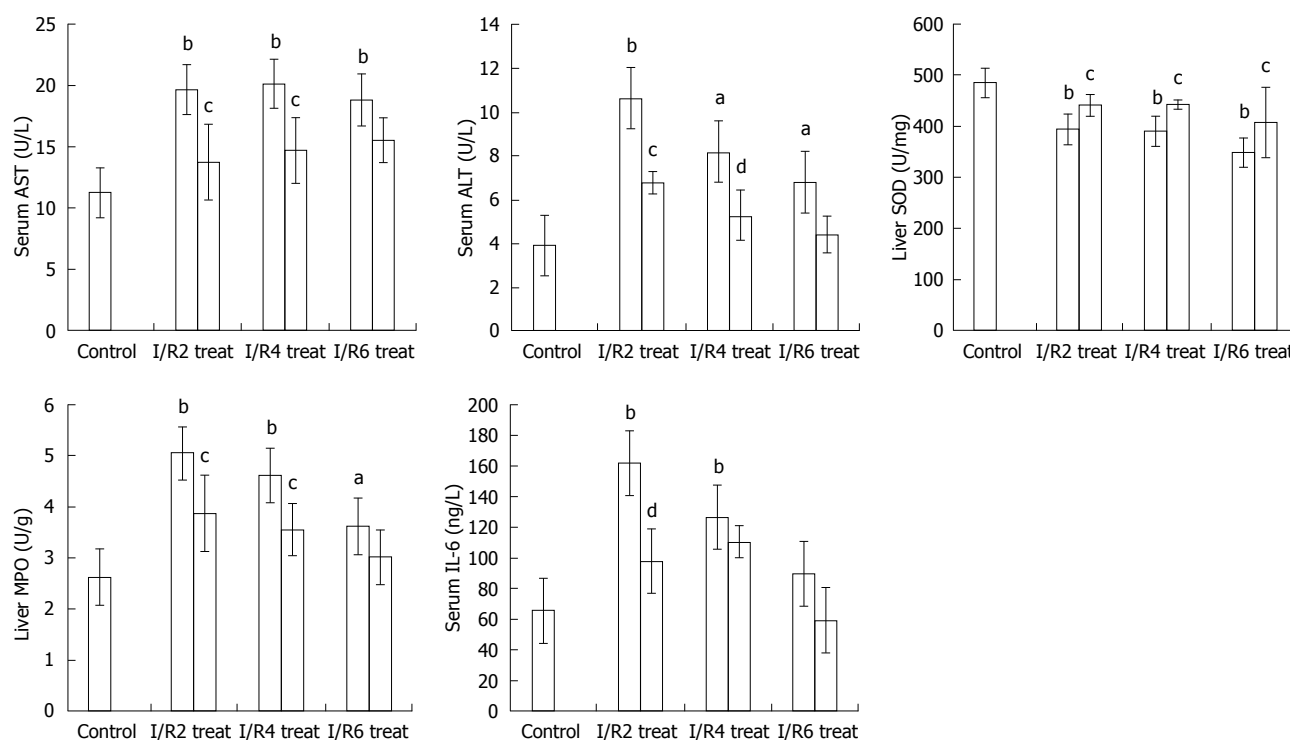 Serum AST (U/L)
25
20
15
10
5
0
b
c
b
c
b
Control I/R2 treat I/R4 treat I/R6 treat
Serum ALT (U/L)
14
12
10
8
6
4
2
0
b
c
a
d
a
Control I/R2 treat I/R4 treat I/R6 treat
Liver SOD (U/mg)
600
500
400
300
200
100
0
b
c
b
c
b
c
Control I/R2 treat I/R4 treat I/R6 treat
Liver MPO (U/g)
6
5
4
3
2
1
0
b
c
b
c
a
Control I/R2 treat I/R4 treat I/R6 treat
Serum IL-6 (ng/L)
200
180
160
140
120
100
80
60
40
20
0
b
d
b
Control I/R2 treat I/R4 treat I/R6 treat